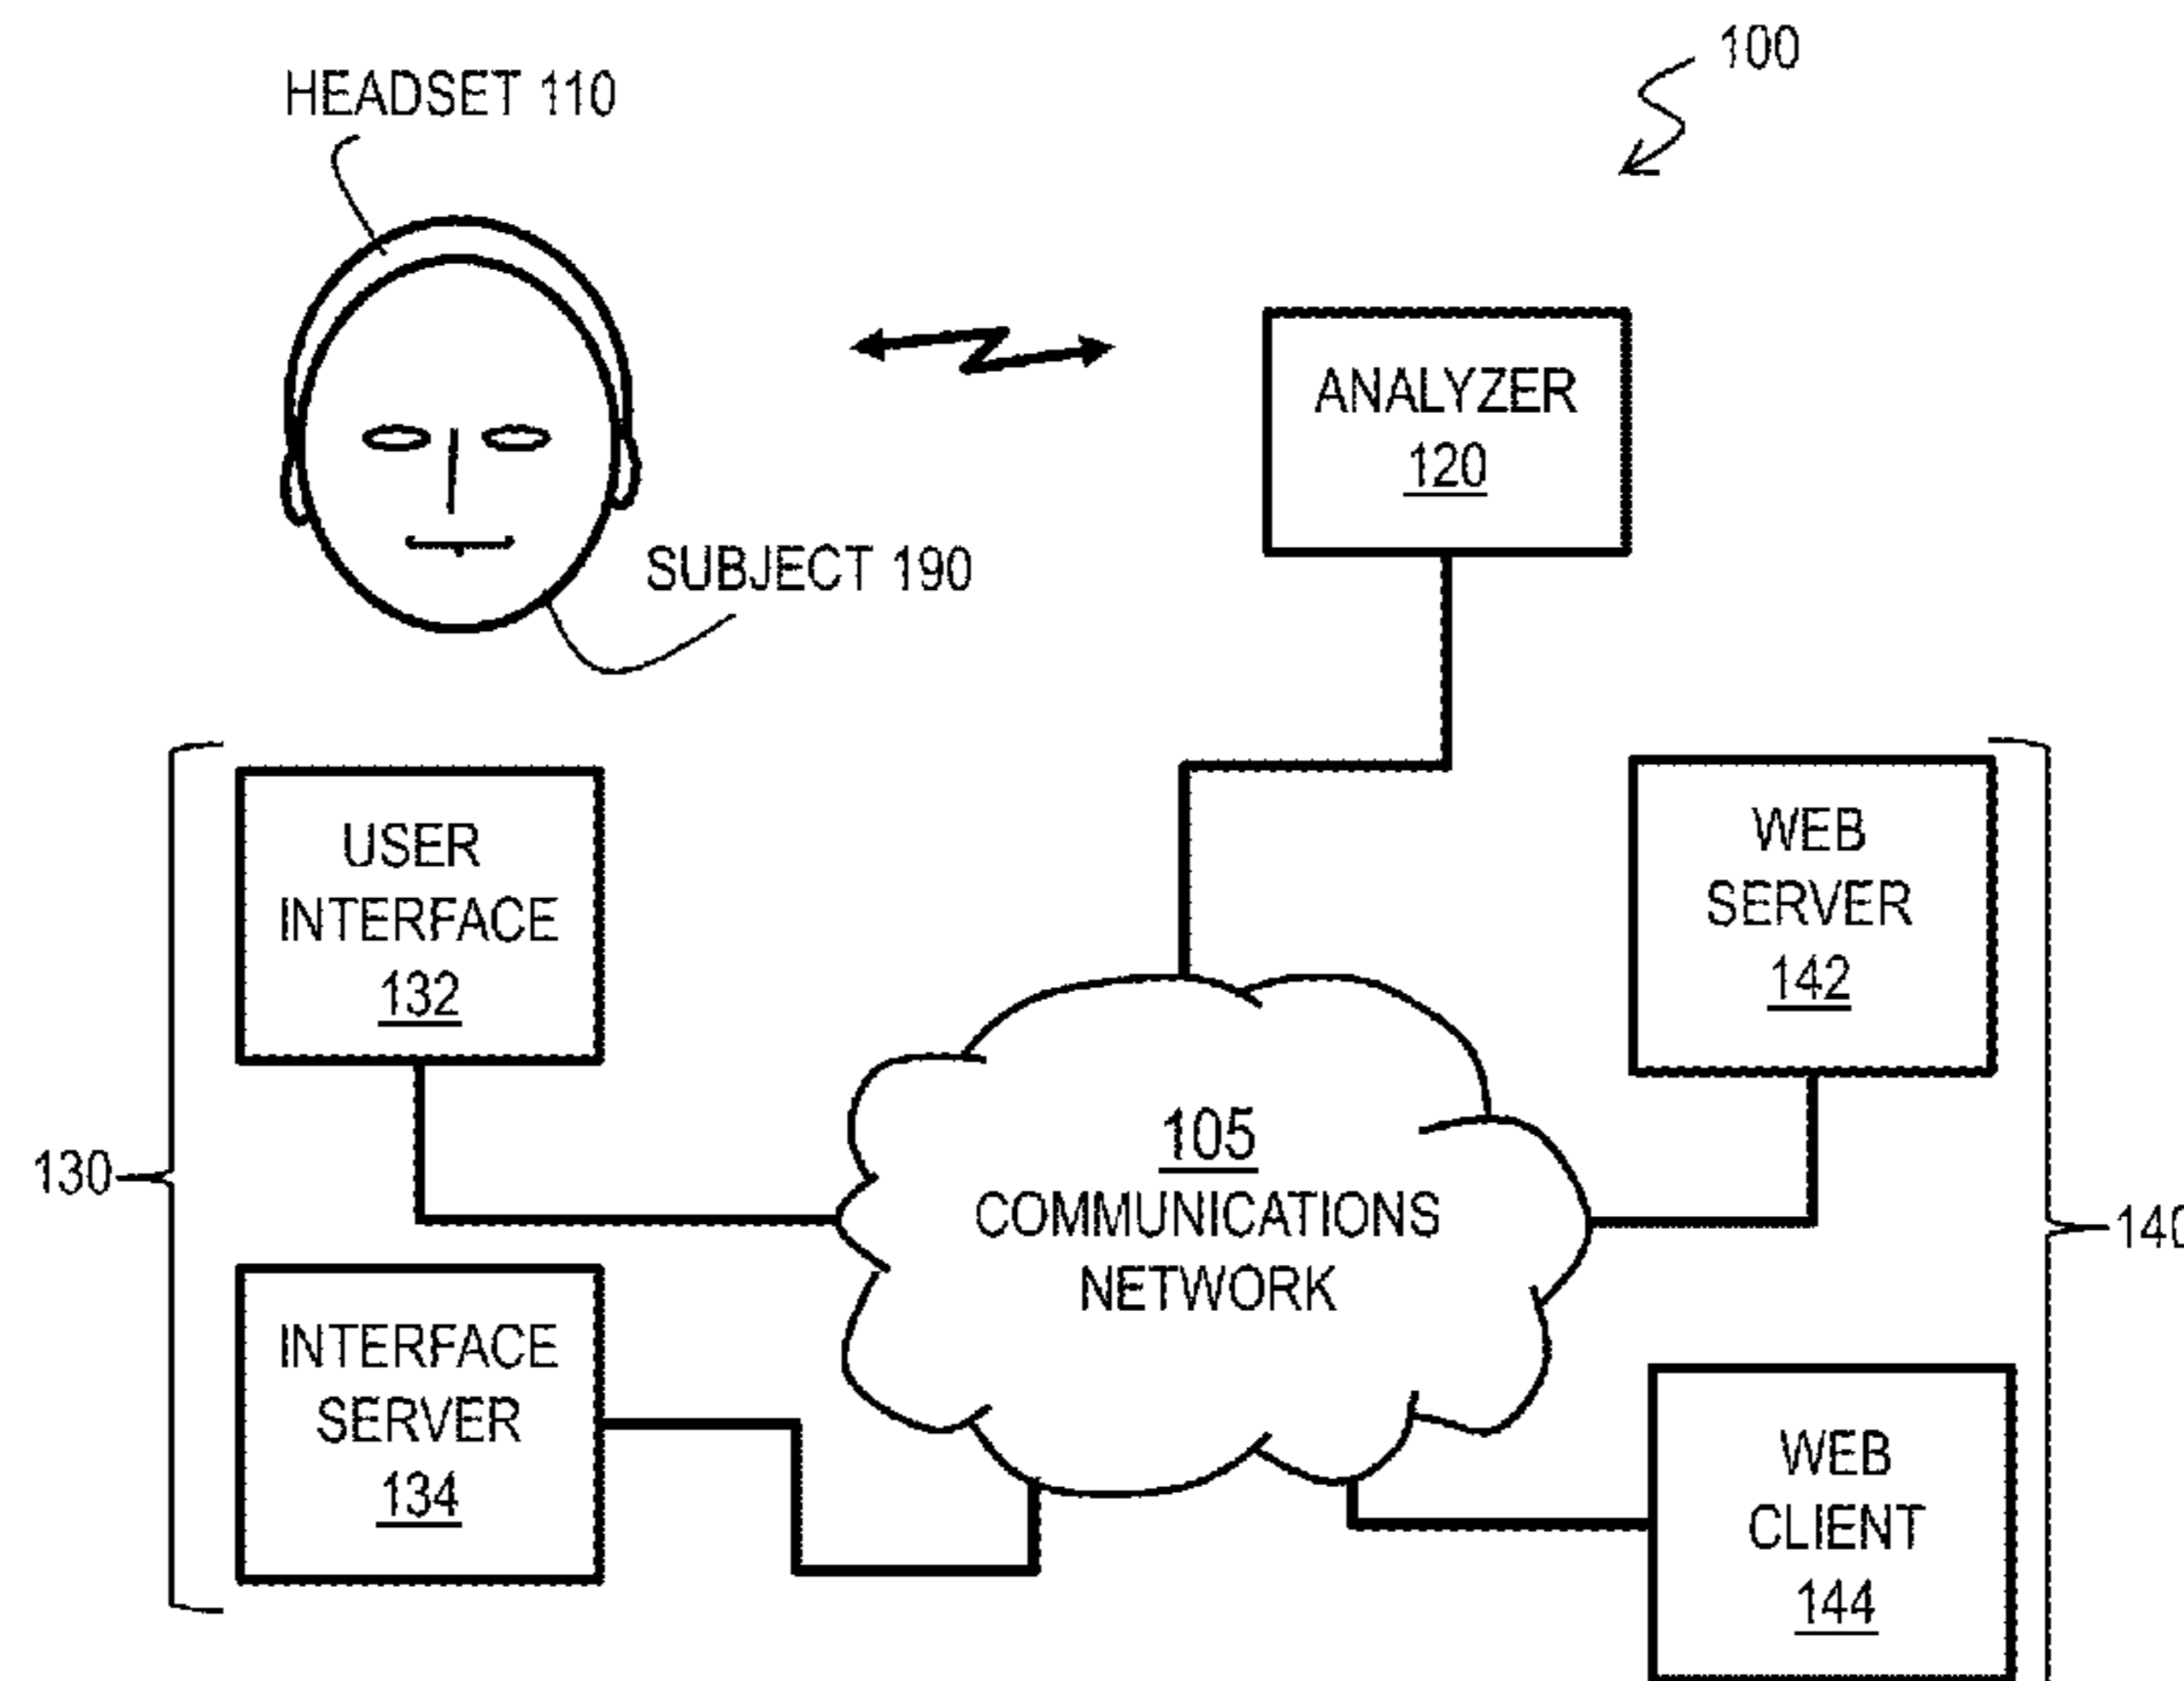 100
HEADSET 110
ANALYZER
120
SUBJECT 190
USER
INTERFACE
132
WEB
SERVER
142
130
105
COMMUNICATIONS
NETWORK
140
INTERFACE
SERVER
134
WEB
CLIENT
144